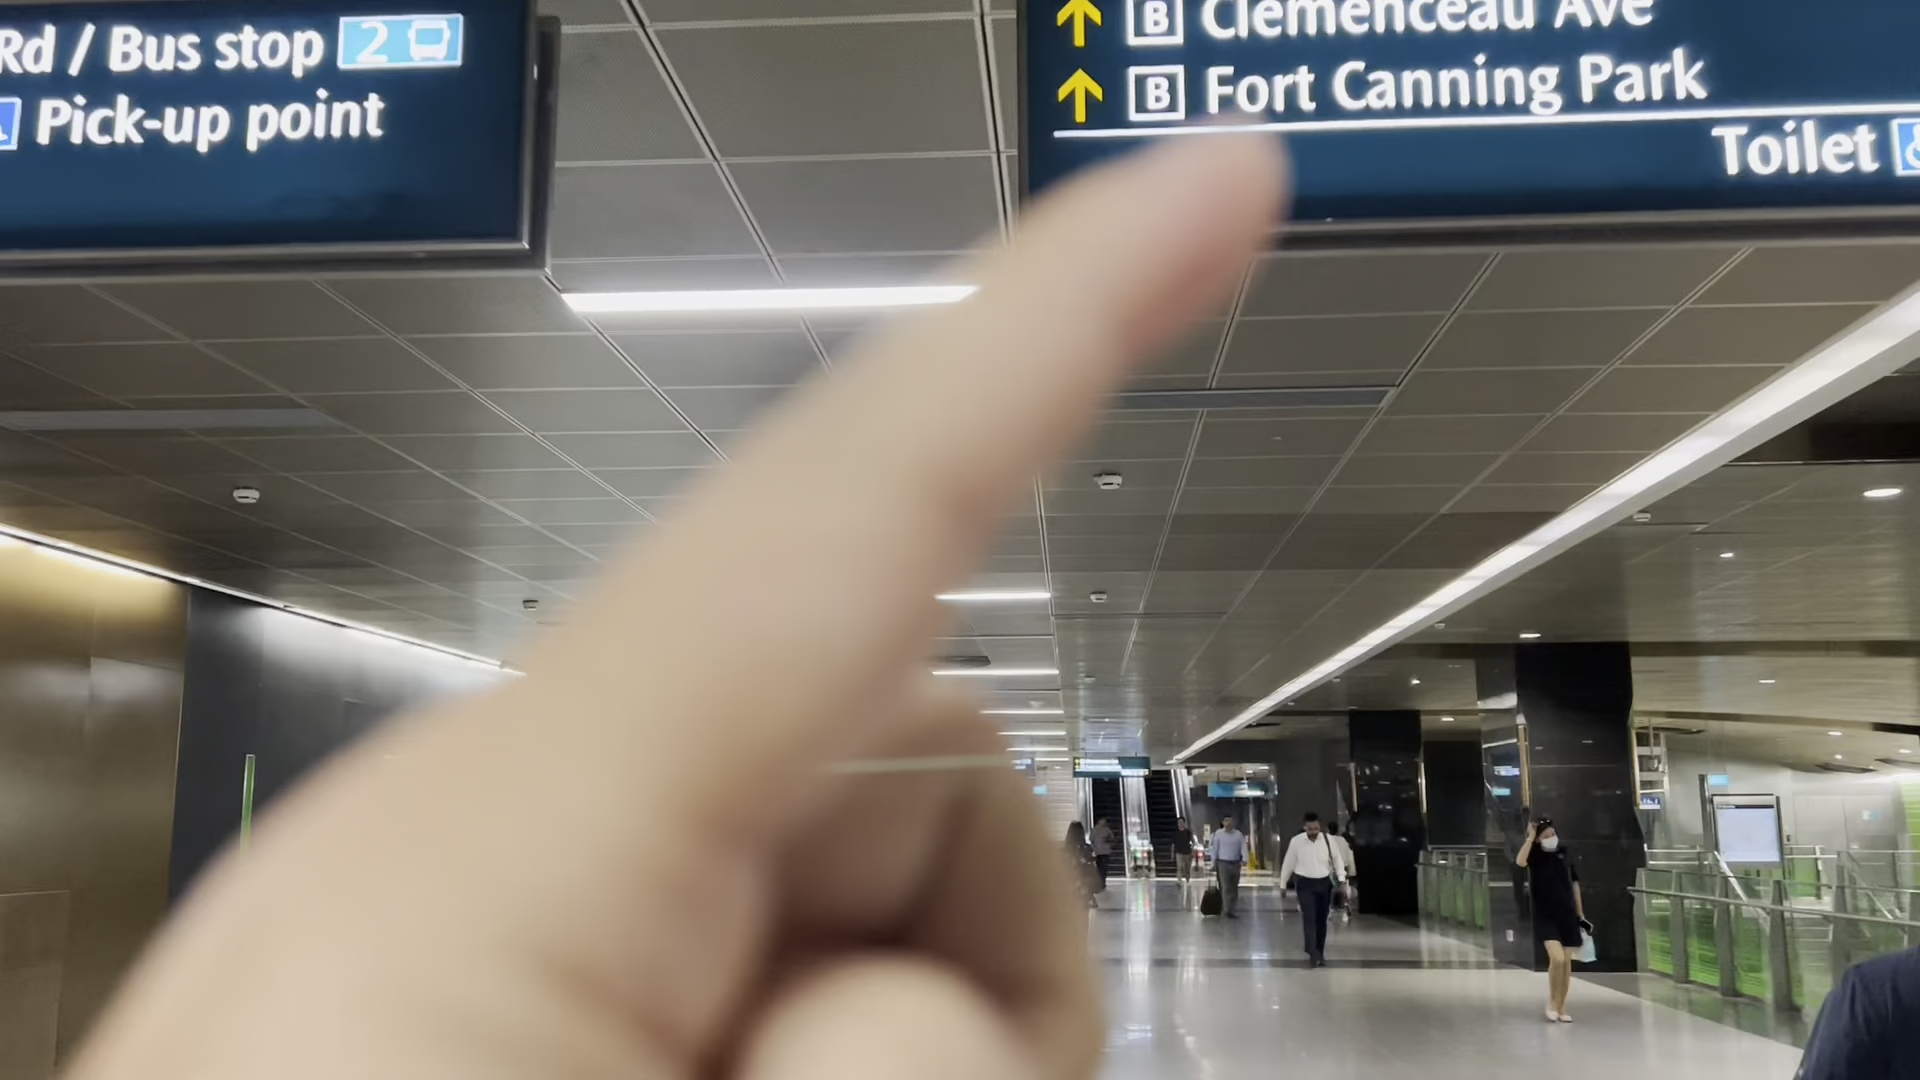 Rd / Bus stop 2
Pick-up point
B Clemenceau Ave
B Fort Canning Park
Toilet